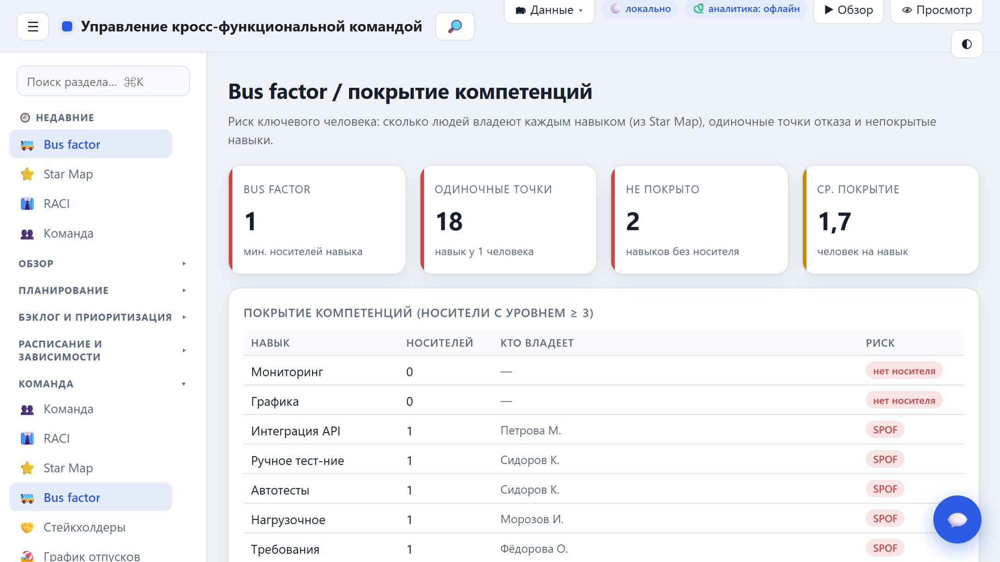 ☰ Управление кросс-функциональной командой
Данные ▾
локально
аналитика: офлайн
▶ Обзор
Просмотр
Поиск раздела... ⌘K
НЕДАВНИЕ
Bus factor
Star Map
RACI
Команда
ОБЗОР
ПЛАНИРОВАНИЕ
БЭКЛОГ И ПРИОРИТИЗАЦИЯ
РАСПИСАНИЕ И
ЗАВИСИМОСТИ
КОМАНДА
Команда
RACI
Star Map
Bus factor
Стейкхолдеры
График отпусков
Bus factor / покрытие компетенций
Риск ключевого человека: сколько людей владеют каждым навыком (из Star Map), одиночные точки отказа и непокрытые
навыки.
BUS FACTOR
1
мин. носителей навыка
ОДИНОЧНЫЕ ТОЧКИ
18
навык у 1 человека
НЕ ПОКРЫТО
2
навыков без носителя
СР. ПОКРЫТИЕ
1,7
человек на навык
ПОКРЫТИЕ КОМПЕТЕНЦИЙ (НОСИТЕЛИ С УРОВНЕМ ≥ 3)
НАВЫК НОСИТЕЛЕЙ КТО ВЛАДЕЕТ РИСК
Мониторинг 0 — нет носителя
Графика 0 — нет носителя
Интеграция API 1 Петрова М. SPOF
Ручное тест-ние 1 Сидоров К. SPOF
Автотесты 1 Сидоров К. SPOF
Нагрузочное 1 Морозов И. SPOF
Требования 1 Фёдорова О. SPOF